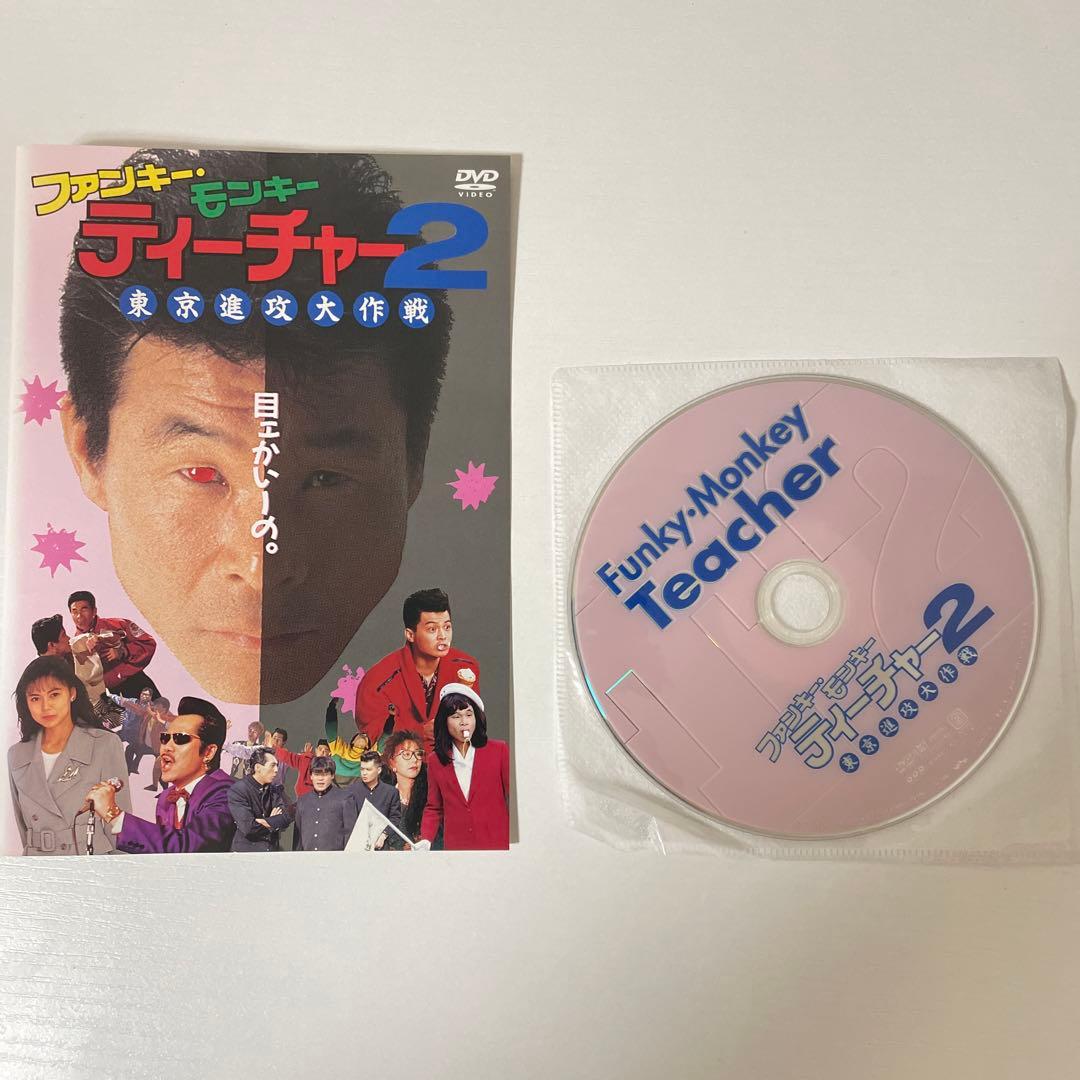 ファンキー・
モンキー
ティーチャー2
東京進攻大作戦
DVD
VIDEO
目ェかいーの。
Funky・Monkey
Teacher
ファンキー・モンキー
ティーチャー2
東京進攻大作戦